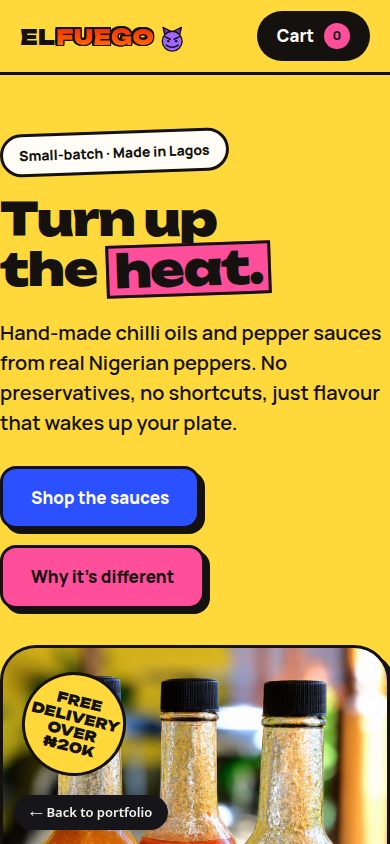 ELFUEGO 😈
Cart 0
Small-batch · Made in Lagos
Turn up
the heat.
Hand-made chilli oils and pepper sauces
from real Nigerian peppers. No
preservatives, no shortcuts, just flavour
that wakes up your plate.
Shop the sauces
Why it's different
FREE
DELIVERY
OVER
₦20K
← Back to portfolio